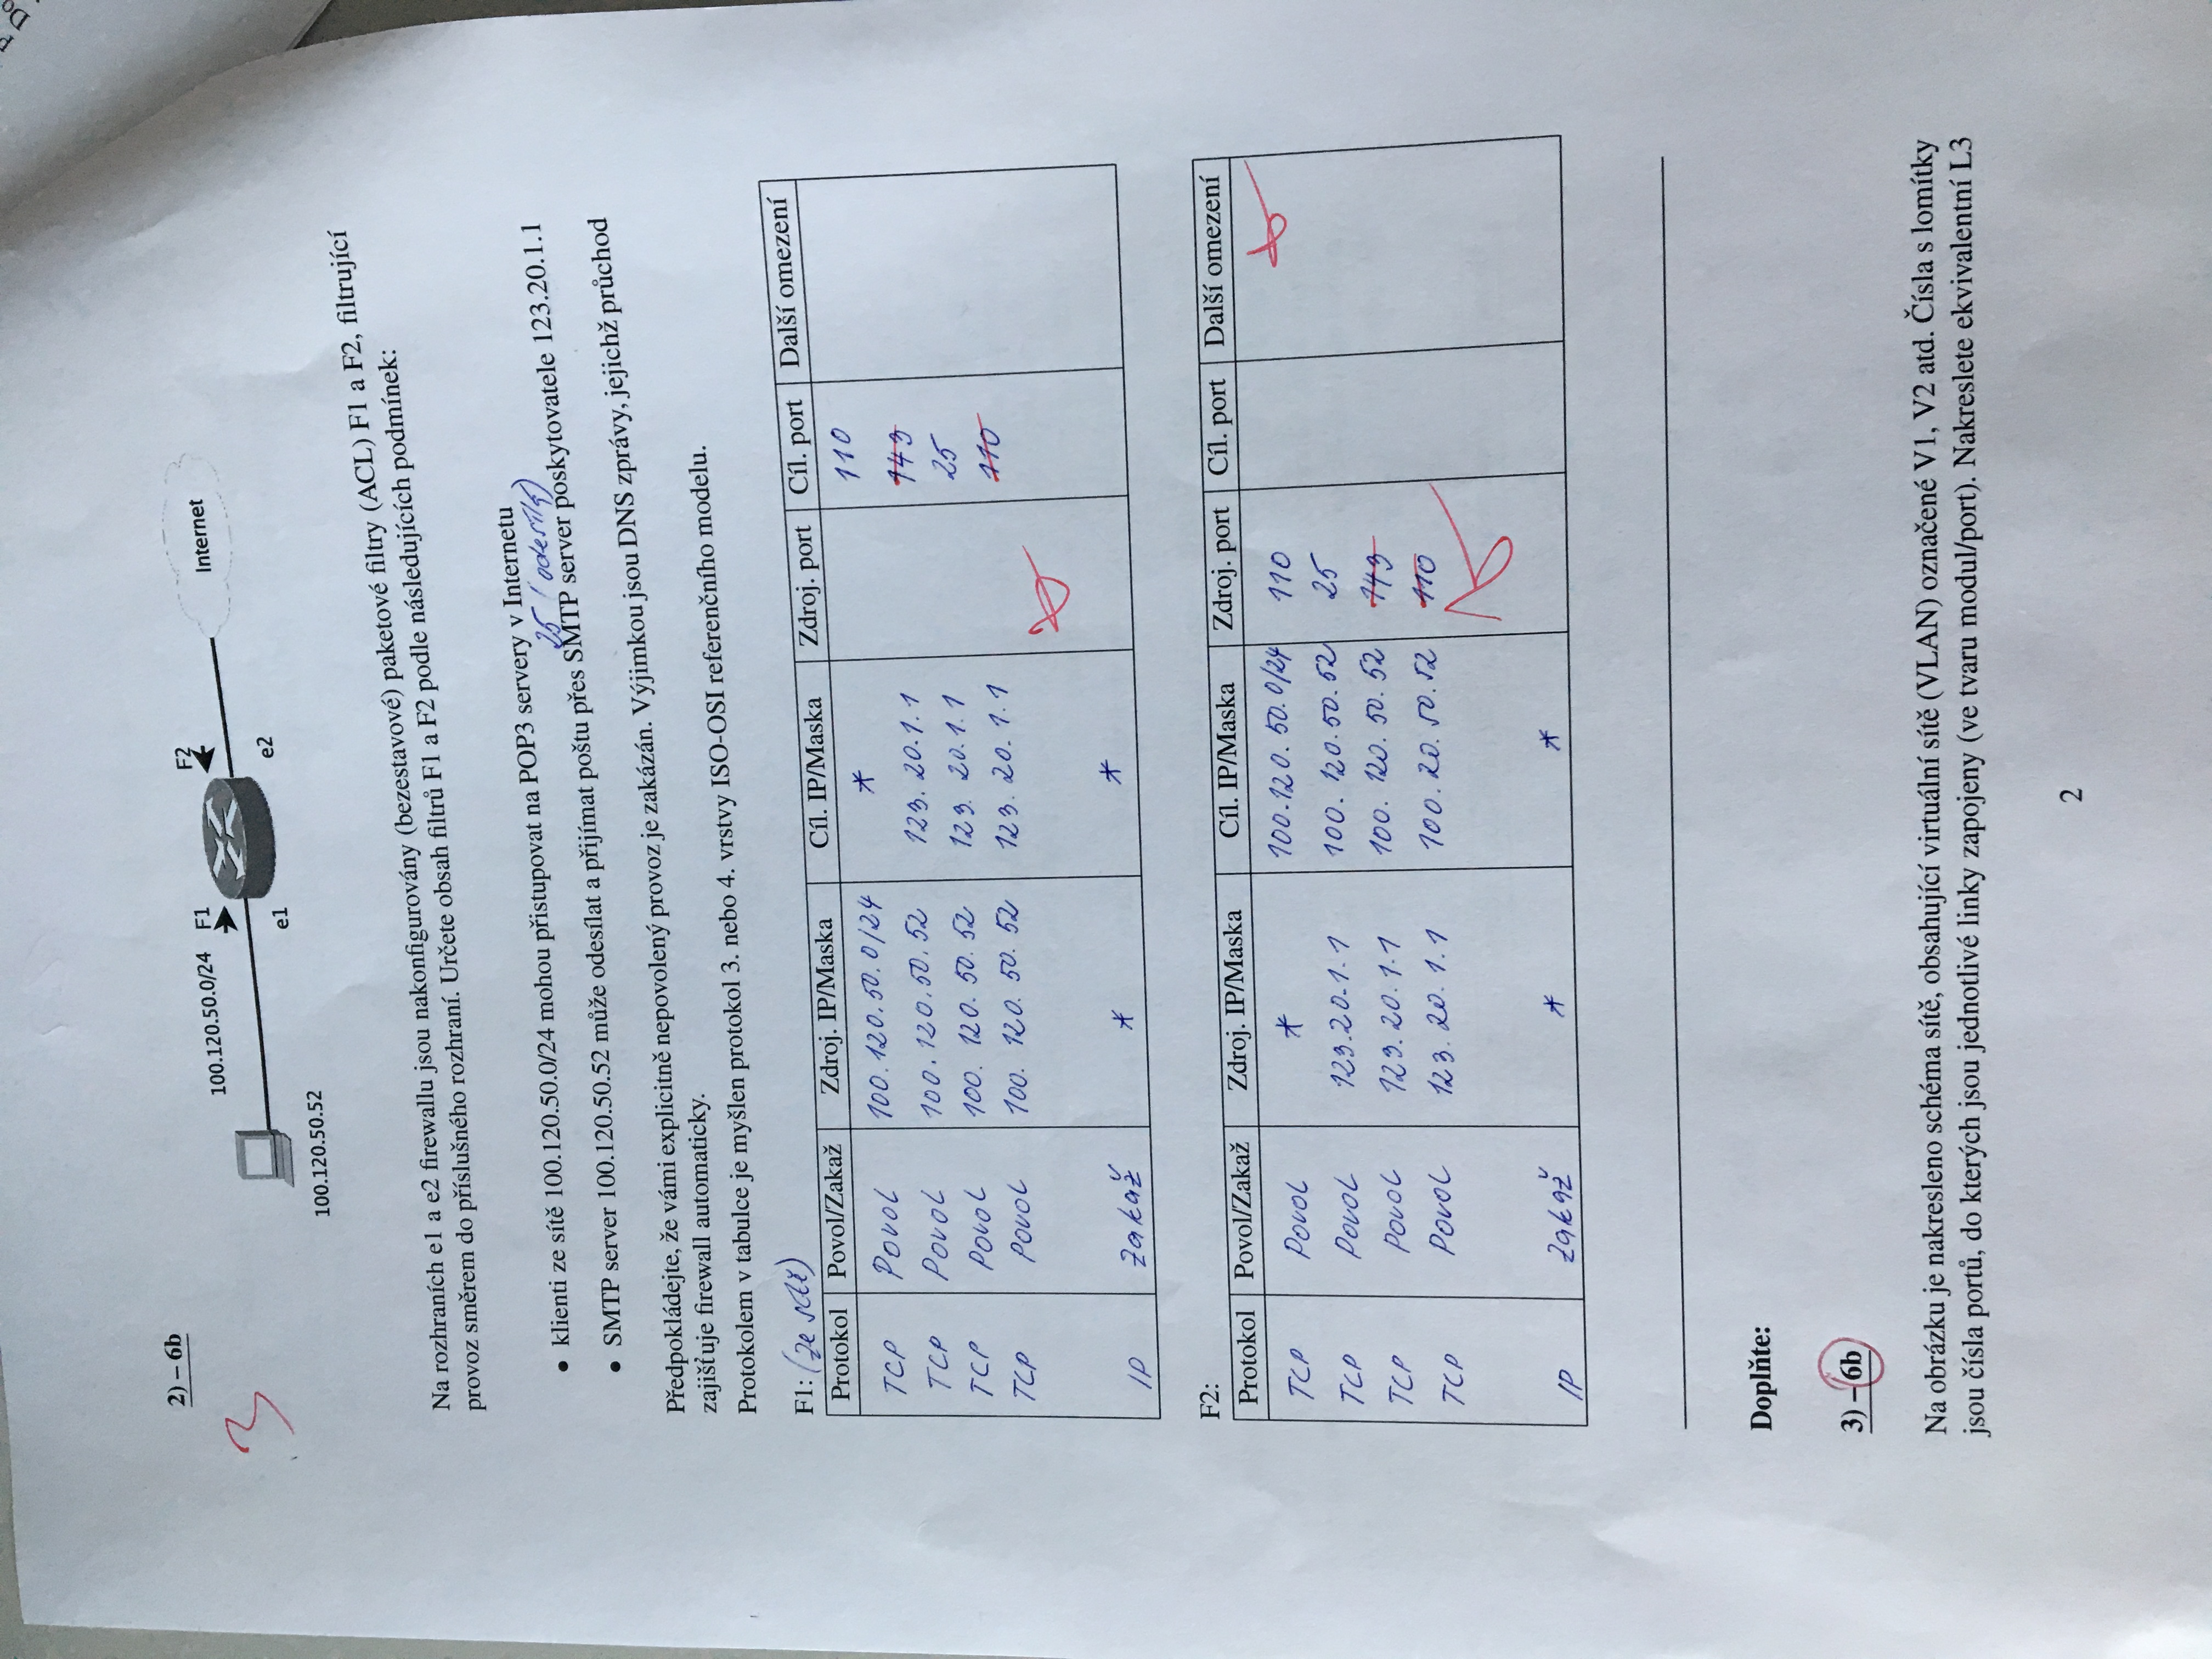 Do
2) – 6b
3
100.120.50.0/24 F1
F2
Internet
e1
e2
100.120.50.52
Na rozhraních e1 a e2 firewallu jsou nakonfigurovány (bezestavové) paketové filtry (ACL) F1 a F2, filtrující
provoz směrem do příslušného rozhraní. Určete obsah filtrů F1 a F2 podle následujících podmínek:
• klienti ze sítě 100.120.50.0/24 mohou přistupovat na POP3 servery v Internetu
25 (odesílá)
• SMTP server 100.120.50.52 může odesílat a přijímat poštu přes SMTP server poskytovatele 123.20.1.1
Předpokládejte, že vámi explicitně nepovolený provoz je zakázán. Výjimkou jsou DNS zprávy, jejichž průchod
zajišťuje firewall automaticky.
Protokolem v tabulce je myšlen protokol 3. nebo 4. vrstvy ISO-OSI referenčního modelu.
F1: (ze sítě)
Protokol Povol/Zakaž Zdroj. IP/Maska Cíl. IP/Maska Zdroj. port Cíl. port Další omezení
TCP Povol 100.120.50.0/24 * 110
TCP Povol 100.120.50.52 123.20.1.1 143
TCP Povol 100.120.50.52 123.20.1.1 25
TCP Povol 100.120.50.52 123.20.1.1 110
IP Zakaž * *
F2:
Protokol Povol/Zakaž Zdroj. IP/Maska Cíl. IP/Maska Zdroj. port Cíl. port Další omezení
TCP Povol * 100.120.50.0/24 110
TCP Povol 123.20.1.1 100.120.50.52 25
TCP Povol 123.20.1.1 100.120.50.52 143
TCP Povol 123.20.1.1 100.20.50.52 110
IP Zakaž * *
Doplňte:
3) – 6b
Na obrázku je nakresleno schéma sítě, obsahující virtuální sítě (VLAN) označené V1, V2 atd. Čísla s lomítky
jsou čísla portů, do kterých jsou jednotlivé linky zapojeny (ve tvaru modul/port). Nakreslete ekvivalentní L3
2